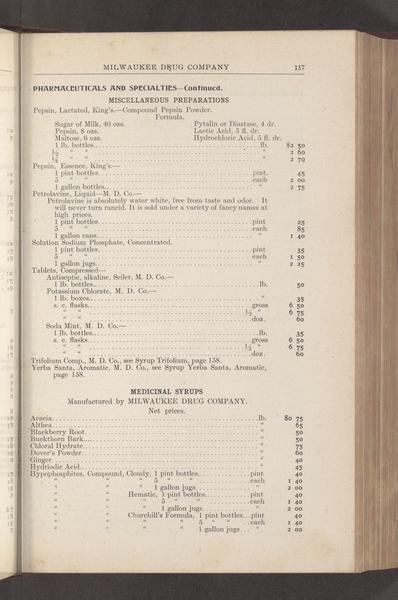 MILWAUKEE DRUG COMPANY 157
PHARMACEUTICALS AND SPECIALTIES—Continued.
MISCELLANEOUS PREPARATIONS
Pepsin, Lactated, King's.—Compound Pepsin Powder.
Formula.
Sugar of Milk, 40 ozs. Pytalin or Diastase, 4 dr.
Pepsin, 8 ozs. Lactic Acid, 5 fl. dr.
Maltose, 6 ozs. Hydrochloric Acid, 5 fl. dr.
1 lb. bottles..lb. $2 50
½ " " " 2 60
¼ " " " 2 70
Pepsin, Essence, King's.—
1 pint bottles..pint. 45
5 " "..each 2 00
1 gallon bottles.." 2 75
Petrolavine, Liquid—M. D. Co.—
Petrolavine is absolutely water white, free from taste and odor. It
will never turn rancid. It is sold under a variety of fancy names at
high prices.
1 pint bottles..pint 25
5 " "..each 85
1 gallon cans.." 1 40
Solution Sodium Phosphate, Concentrated.
1 pint bottles..pint 35
5 " "..each 1 50
1 gallon jugs.." 2 25
Tablets, Compressed—
Antiseptic, alkaline, Seiler, M. D. Co.—
1 lb. bottles..lb. 50
Potassium Chlorate, M. D. Co.—
1 lb. boxes.." 35
s. c. flasks..gross 6 50
" "..½ " 6 75
" "..doz. 60
Soda Mint, M. D. Co.—
1 lb. bottles..lb. 35
s. c. flasks..gross 6 50
" "..½ " 6 75
" "..doz. 60
Trifolium Comp., M. D. Co., see Syrup Trifolium, page 158.
Yerba Santa, Aromatic, M. D. Co., see Syrup Yerba Santa, Aromatic,
page 158.
MEDICINAL SYRUPS
Manufactured by MILWAUKEE DRUG COMPANY.
Net prices.
Acacia..lb. $0 75
Althea.." 65
Blackberry Root.." 50
Buckthorn Bark.." 50
Chloral Hydrate.." 75
Dover's Powder.." 60
Ginger.." 40
Hydriodic Acid.." 45
Hypophosphites, Compound, Cloudy, 1 pint bottles..pint 40
" " " 5 " "..each 1 40
" " " 1 gallon jugs.." 2 00
" Hematic, 1 pint bottles..pint 40
" " 5 " "..each 1 40
" " 1 gallon jugs.." 2 00
" Churchill's Formula, 1 pint bottles..pint 40
" " " 5 " "..each 1 40
" " " 1 gallon jugs..." 2 00